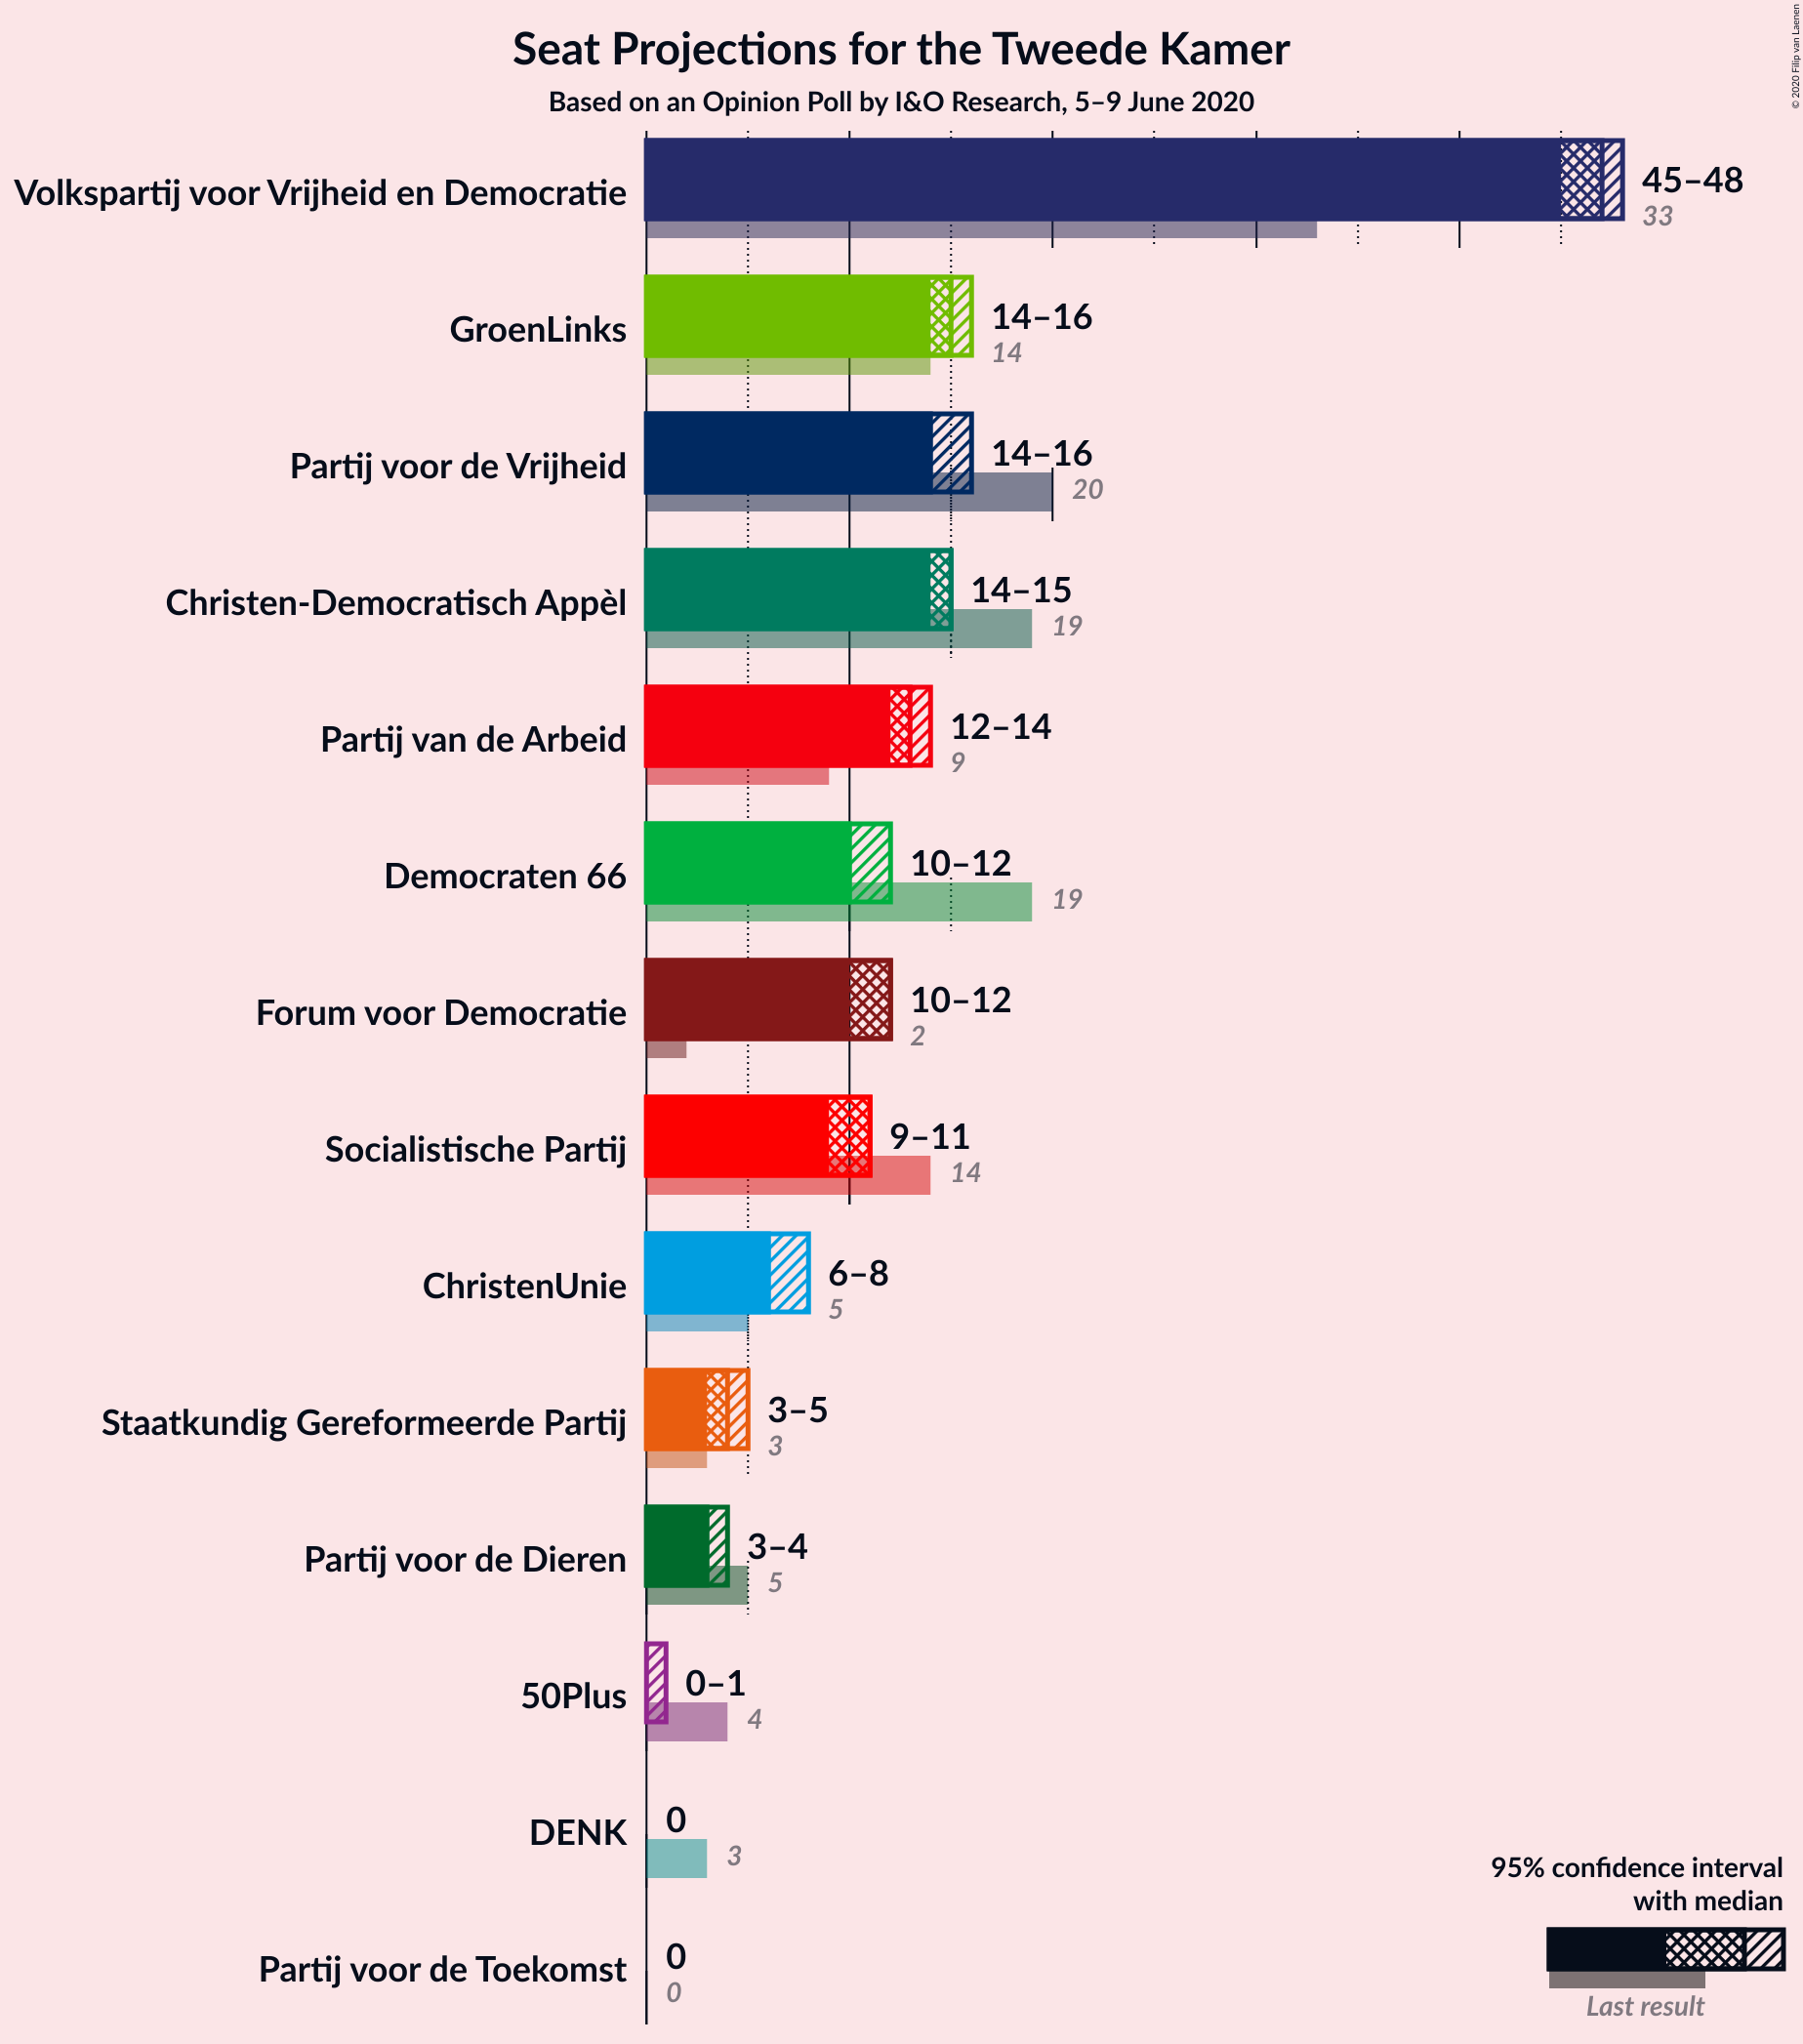 Seat Projections for the Tweede Kamer
Based on an Opinion Poll by I&O Research, 5–9 June 2020
© 2020 Filip van Laenen
Volkspartij voor Vrijheid en Democratie
45–48
33
GroenLinks
14–16
14
Partij voor de Vrijheid
14–16
20
Christen-Democratisch Appèl
14–15
19
Partij van de Arbeid
12–14
9
Democraten 66
10–12
19
Forum voor Democratie
10–12
2
Socialistische Partij
9–11
14
ChristenUnie
6–8
5
Staatkundig Gereformeerde Partij
3–5
3
Partij voor de Dieren
3–4
5
50Plus
0–1
4
DENK
0
3
Partij voor de Toekomst
0
0
95% confidence interval
with median
Last result